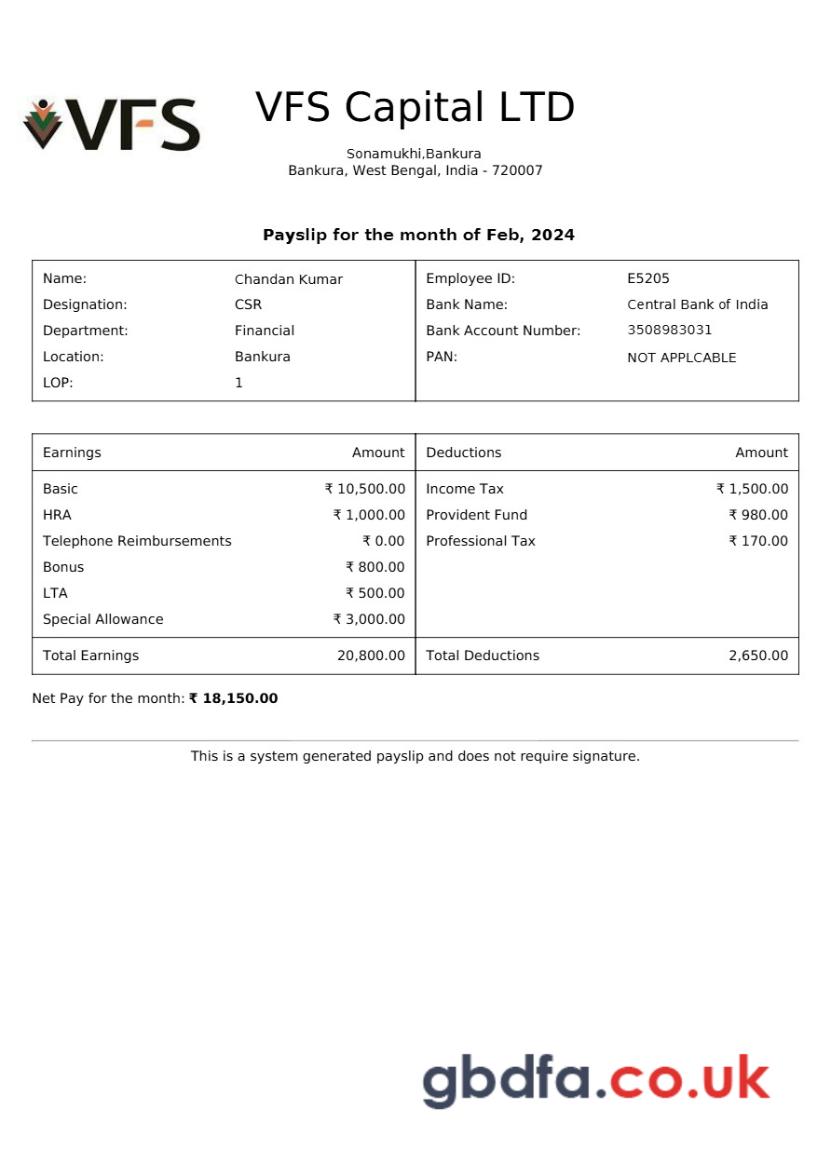 VFS
VFS Capital LTD
Sonamukhi,Bankura
Bankura, West Bengal, India - 720007
Payslip for the month of Feb, 2024
Name: Chandan Kumar Employee ID: E5205
Designation: CSR Bank Name: Central Bank of India
Department: Financial Bank Account Number: 3508983031
Location: Bankura PAN: NOT APPLCABLE
LOP: 1
Earnings Amount Deductions Amount
Basic ₹ 10,500.00 Income Tax ₹ 1,500.00
HRA ₹ 1,000.00 Provident Fund ₹ 980.00
Telephone Reimbursements ₹ 0.00 Professional Tax ₹ 170.00
Bonus ₹ 800.00
LTA ₹ 500.00
Special Allowance ₹ 3,000.00
Total Earnings 20,800.00 Total Deductions 2,650.00
Net Pay for the month: ₹ 18,150.00
This is a system generated payslip and does not require signature.
gbdfa.co.uk